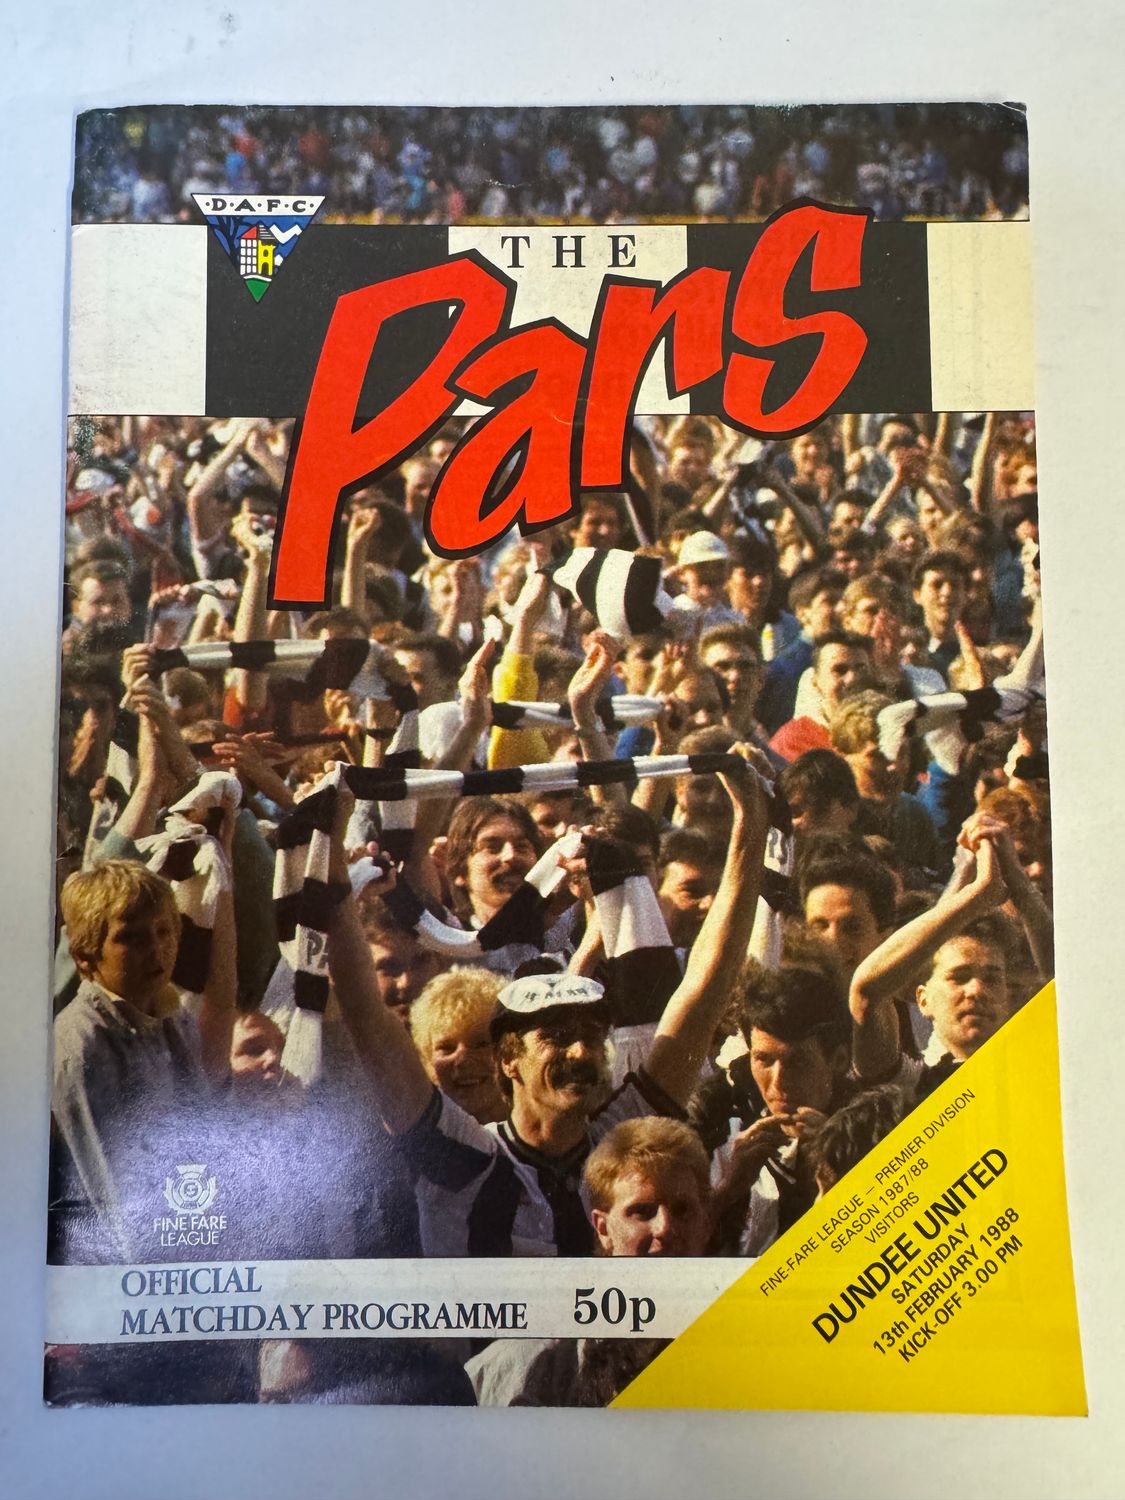 ·D·A·F·C·
THE
Pars
FINE FARE
LEAGUE
OFFICIAL
MATCHDAY PROGRAMME 50p
FINE-FARE LEAGUE – PREMIER DIVISION
SEASON 1987/88
VISITORS
DUNDEE UNITED
SATURDAY
13th FEBRUARY 1988
KICK-OFF 3.00 PM